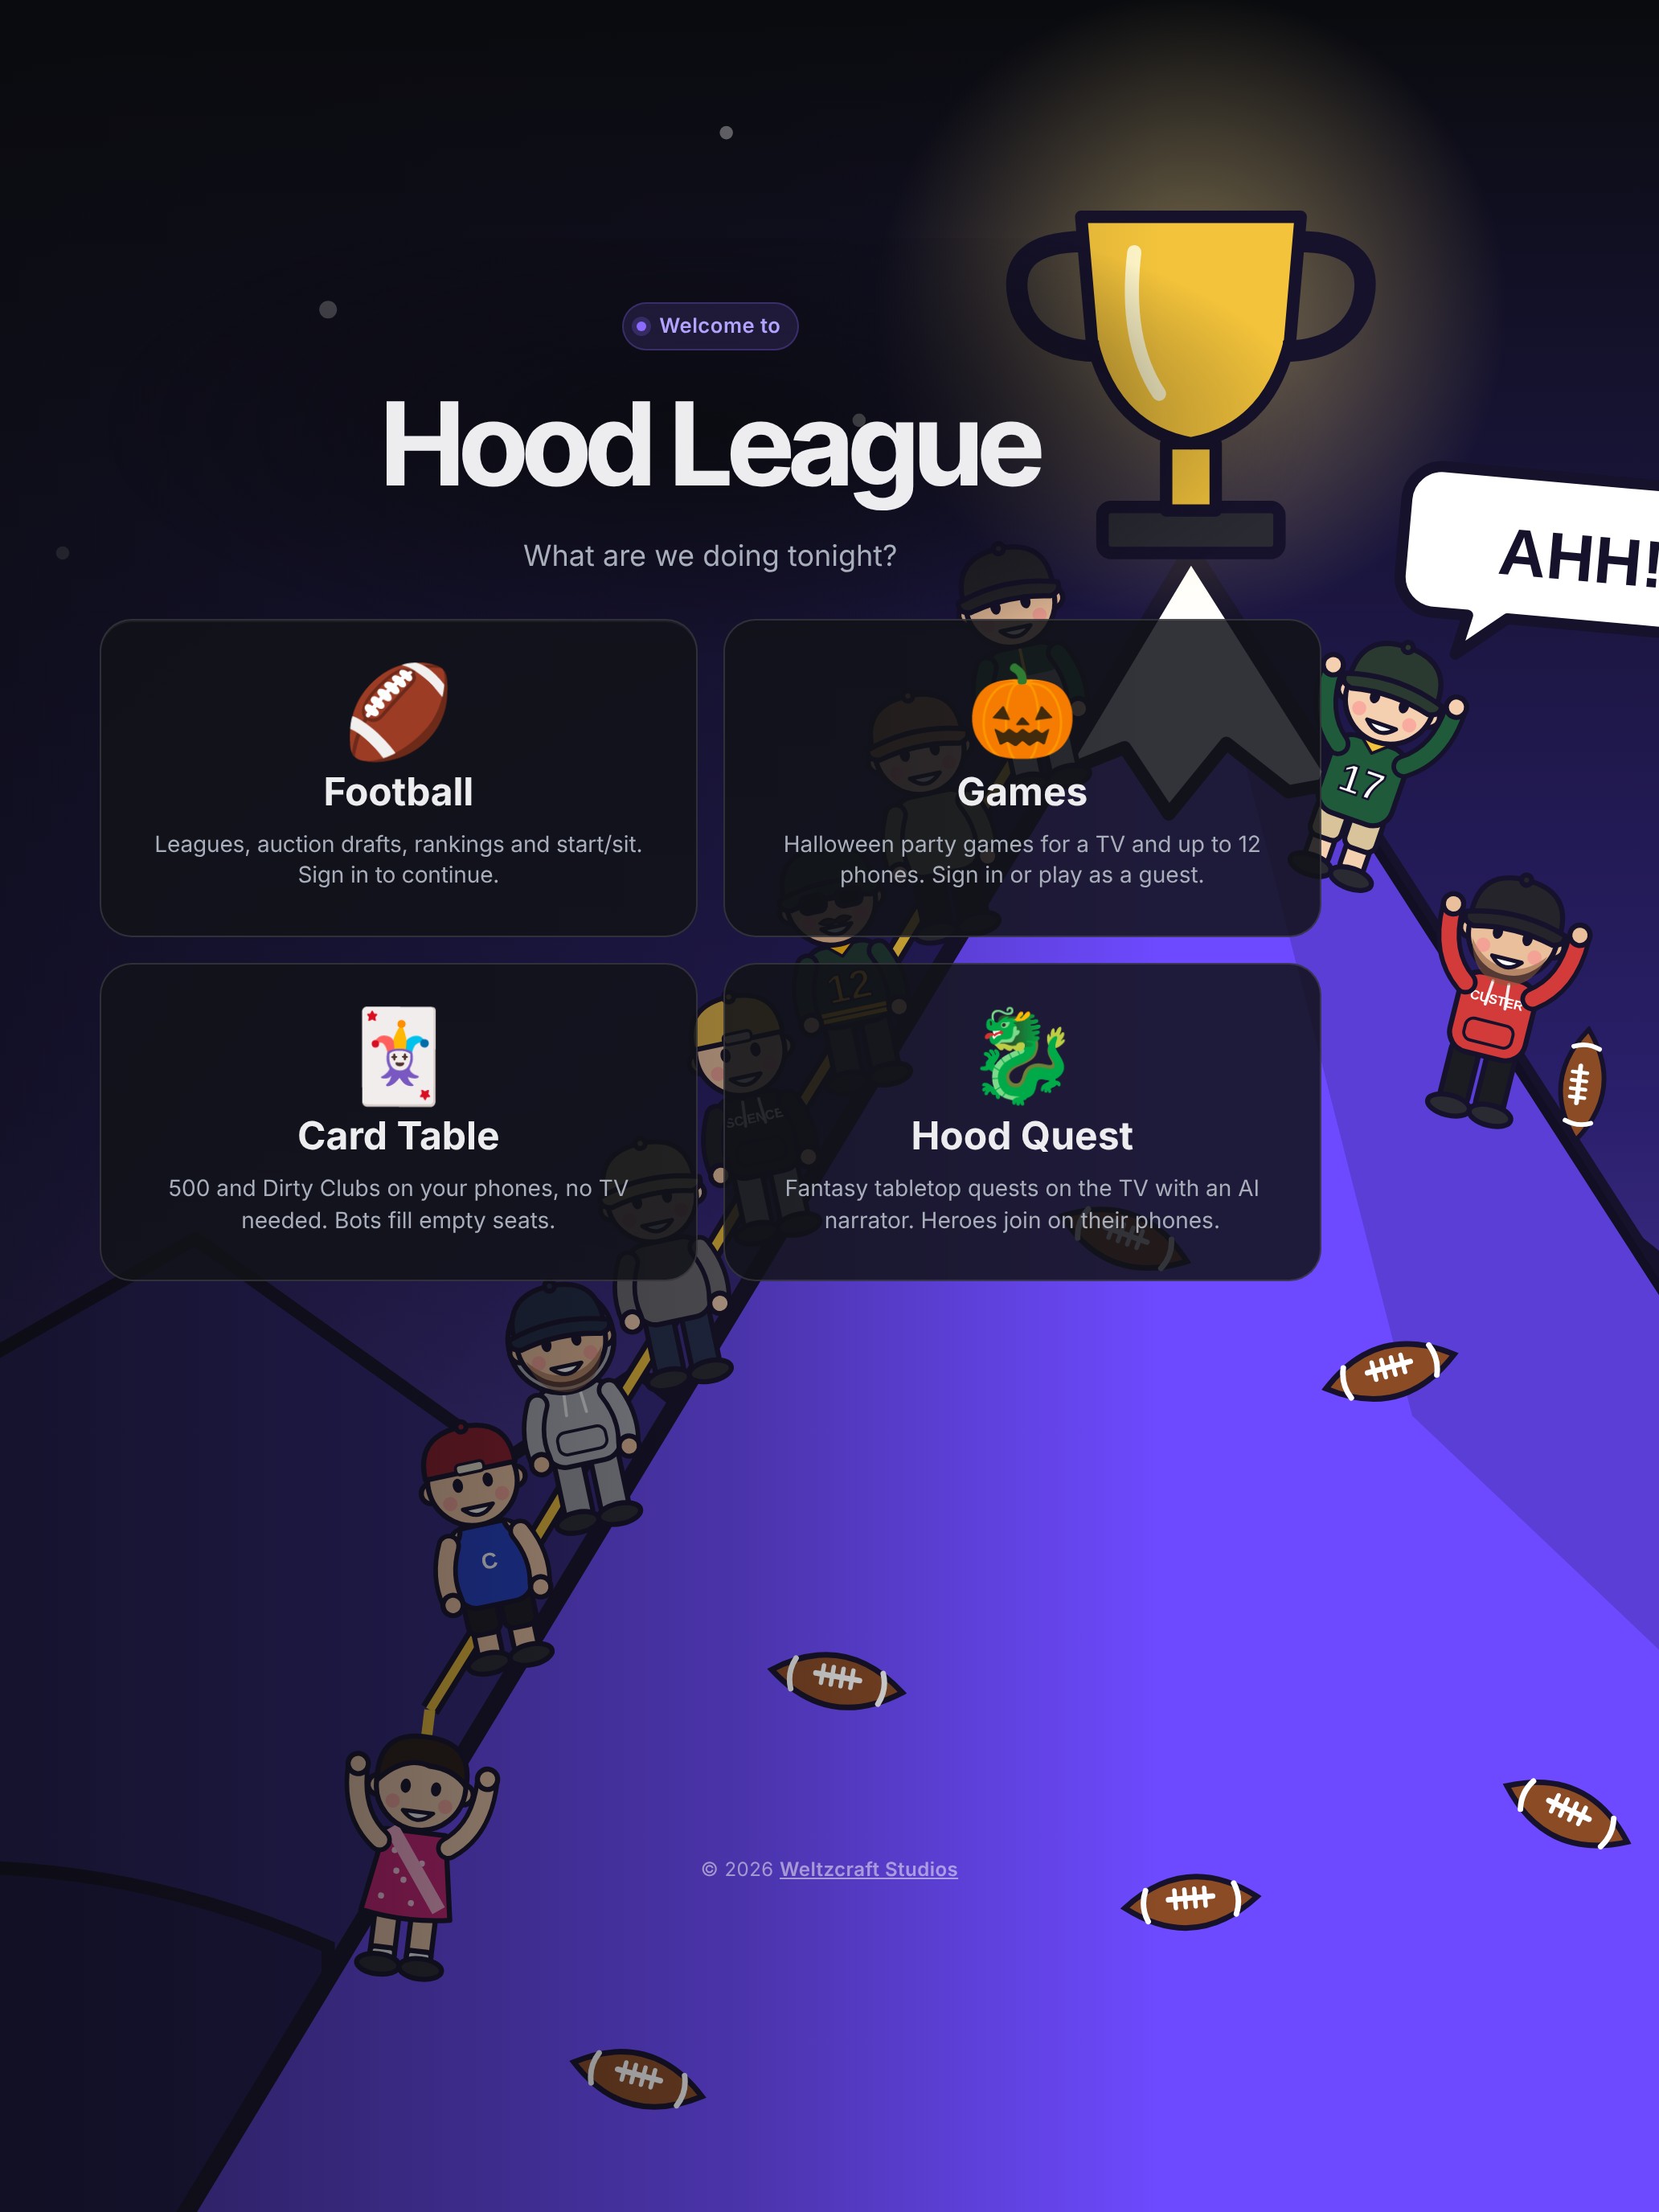 Welcome to
Hood League
What are we doing tonight?
AHH!
Football
Leagues, auction drafts, rankings and start/sit.
Sign in to continue.
Games
Halloween party games for a TV and up to 12
phones. Sign in or play as a guest.
17
CUSTER
12
Card Table
500 and Dirty Clubs on your phones, no TV
needed. Bots fill empty seats.
SCIENCE
Hood Quest
Fantasy tabletop quests on the TV with an AI
narrator. Heroes join on their phones.
C
© 2026 Weltzcraft Studios